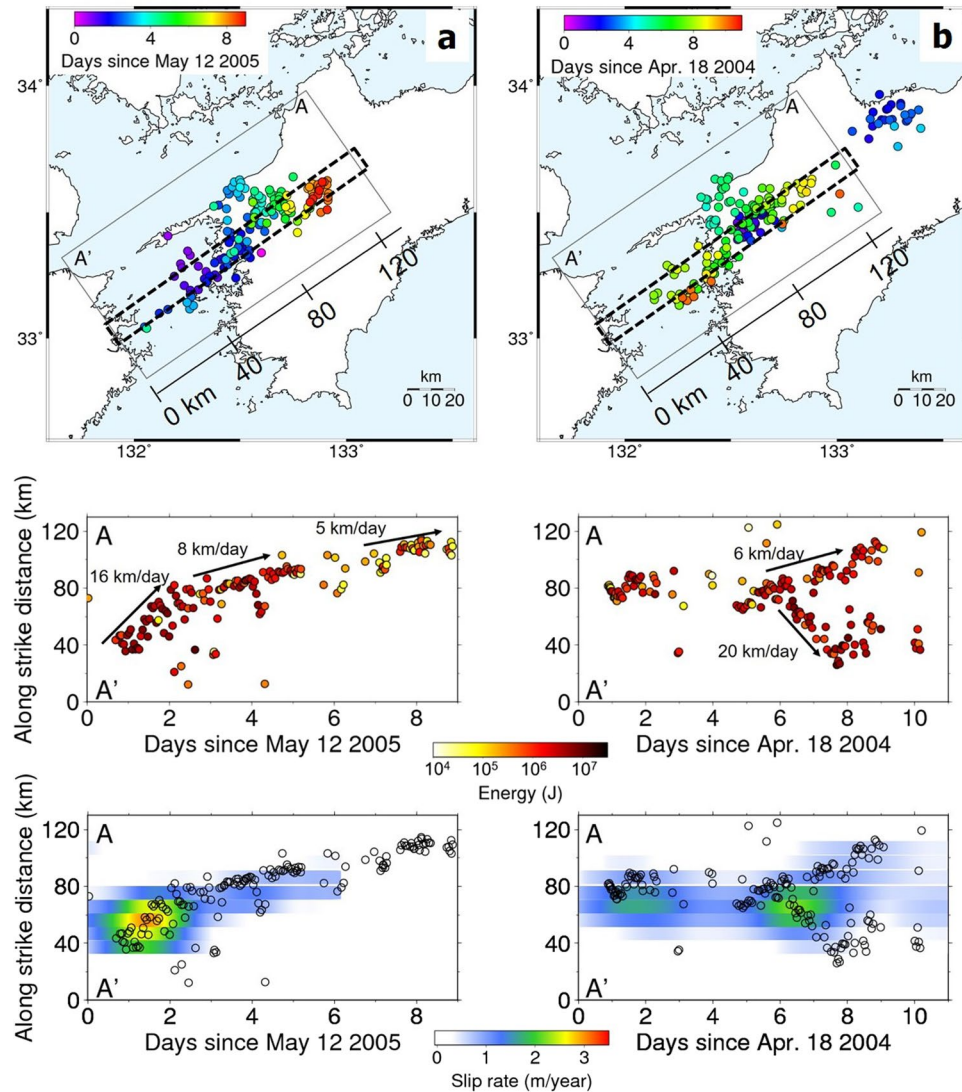 a
0 4 8
Days since May 12 2005
A
A'
0 km
40
80
120
km
0 10 20
132° 133°
34°
33°
b
0 4 8
Days since Apr. 18 2004
A
A'
0 km
40
80
120
km
0 10 20
132° 133°
34°
33°
Along strike distance (km)
120
80
40
0
A
A'
16 km/day
8 km/day
5 km/day
0 2 4 6 8
Days since May 12 2005
120
80
40
0
A
A'
6 km/day
20 km/day
0 2 4 6 8 10
Days since Apr. 18 2004
10⁴ 10⁵ 10⁶ 10⁷
Energy (J)
Along strike distance (km)
120
80
40
0
A
A'
0 2 4 6 8
Days since May 12 2005
120
80
40
0
A
A'
0 2 4 6 8 10
Days since Apr. 18 2004
0 1 2 3
Slip rate (m/year)